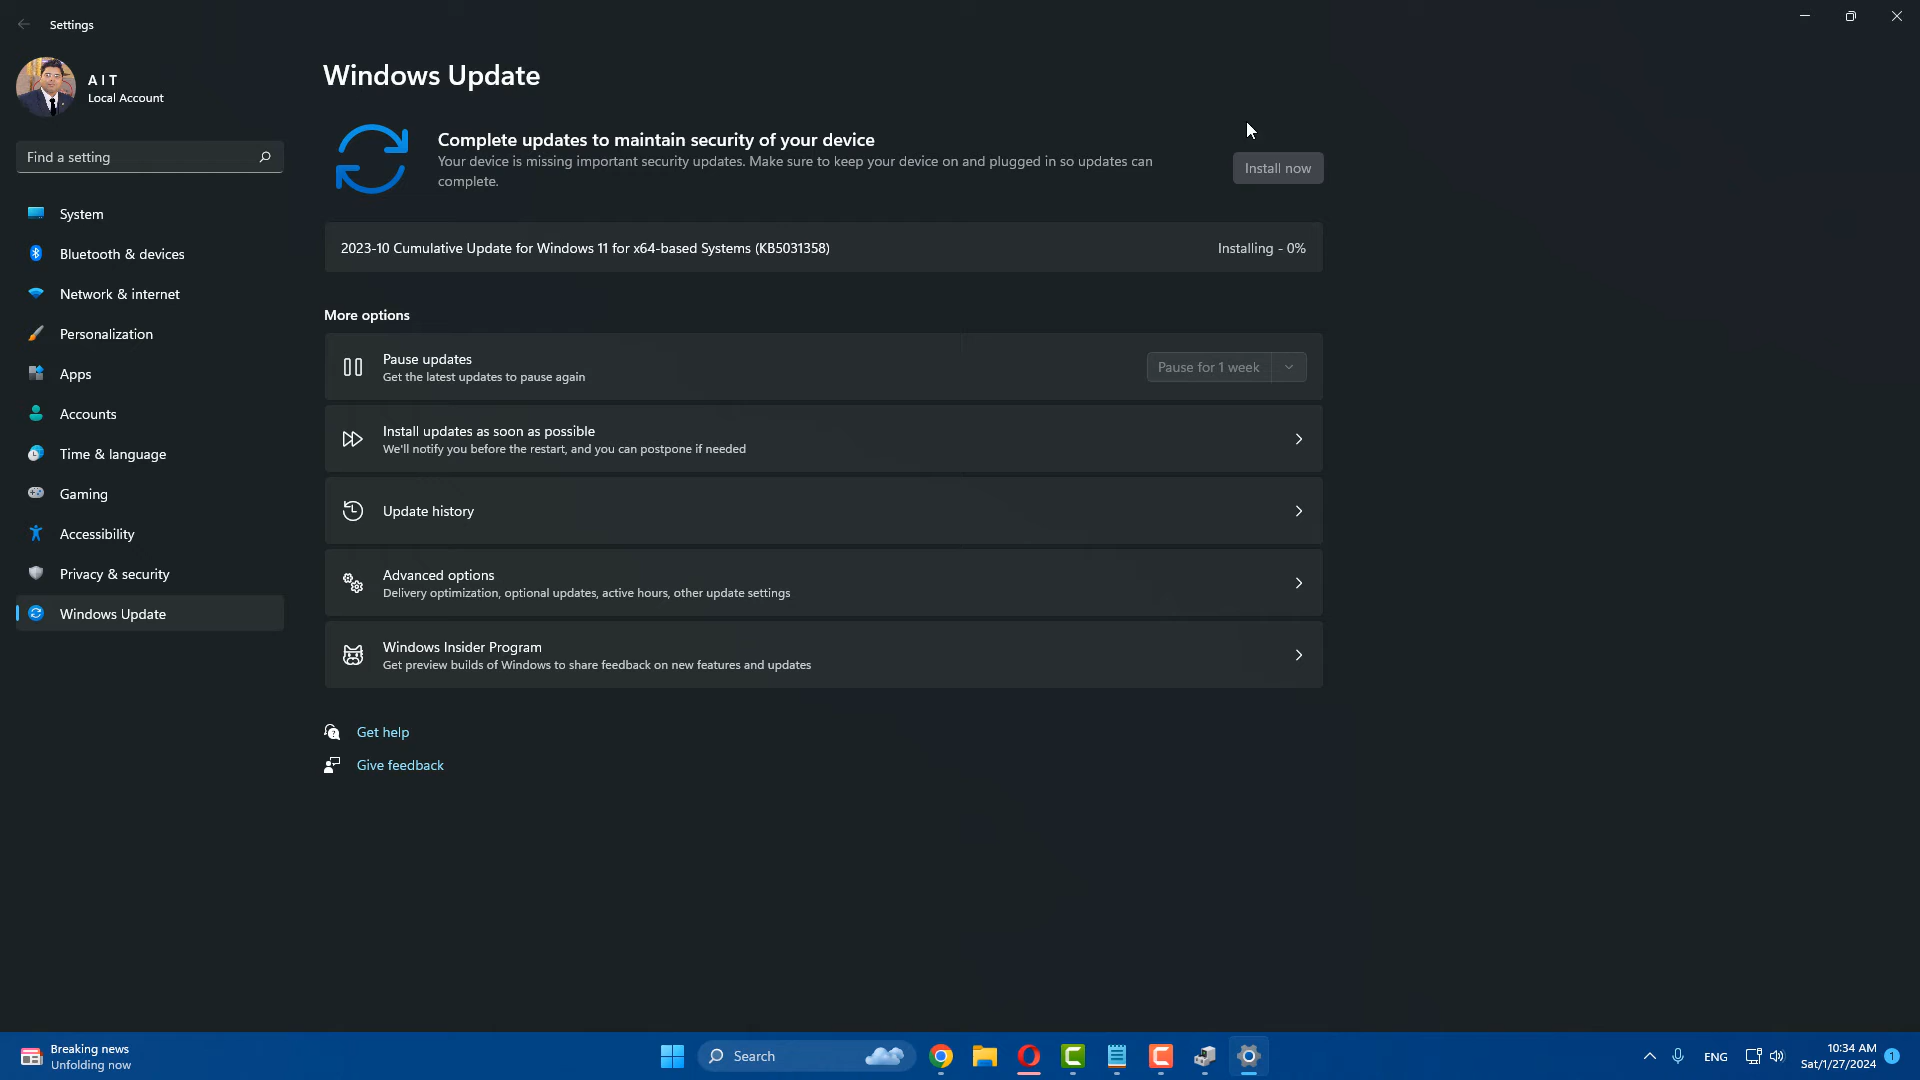 Settings
A I T
Local Account
Find a setting
System
Bluetooth & devices
Network & internet
Personalization
Apps
Accounts
Time & language
Gaming
Accessibility
Privacy & security
Windows Update
Windows Update
Complete updates to maintain security of your device
Your device is missing important security updates. Make sure to keep your device on and plugged in so updates can
complete.
Install now
2023-10 Cumulative Update for Windows 11 for x64-based Systems (KB5031358)
Installing - 0%
More options
Pause updates
Get the latest updates to pause again
Pause for 1 week
Install updates as soon as possible
We'll notify you before the restart, and you can postpone if needed
Update history
Advanced options
Delivery optimization, optional updates, active hours, other update settings
Windows Insider Program
Get preview builds of Windows to share feedback on new features and updates
Get help
Give feedback
Breaking news
Unfolding now
Search
ENG
10:34 AM
Sat/1/27/2024
1